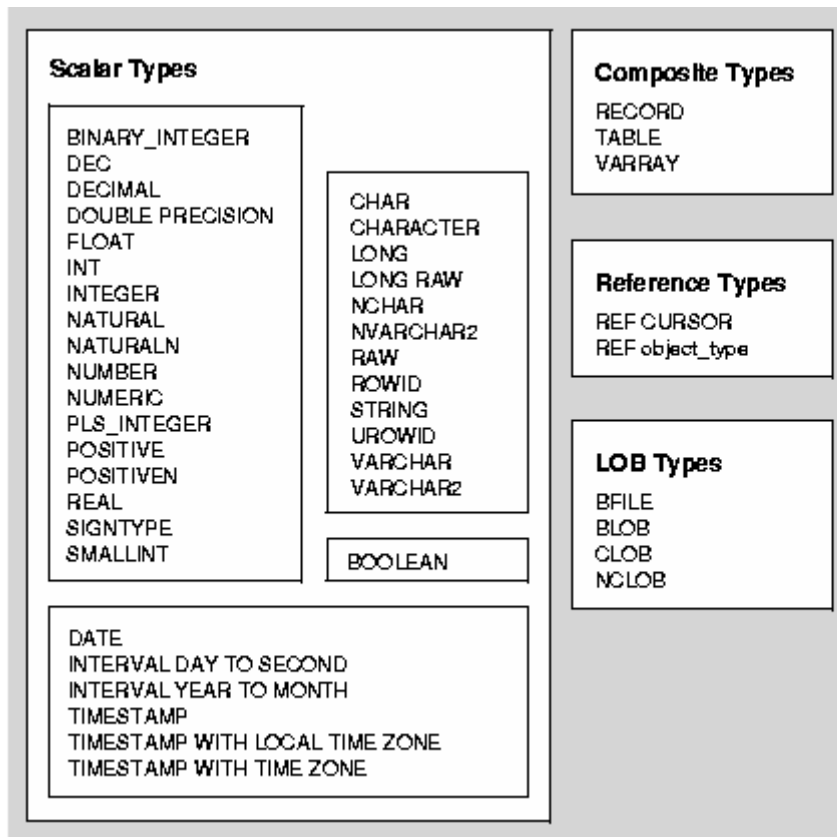 Scalar Types
BINARY_INTEGER
DEC
DECIMAL
DOUBLE PRECISION
FLOAT
INT
INTEGER
NATURAL
NATURALN
NUMBER
NUMERIC
PLS_INTEGER
POSITIVE
POSITIVEN
REAL
SIGNTYPE
SMALLINT
CHAR
CHARACTER
LONG
LONG RAW
NCHAR
NVARCHAR2
RAW
ROWID
STRING
UROWID
VARCHAR
VARCHAR2
BOOLEAN
DATE
INTERVAL DAY TO SECOND
INTERVAL YEAR TO MONTH
TIMESTAMP
TIMESTAMP WITH LOCAL TIME ZONE
TIMESTAMP WITH TIME ZONE
Composite Types
RECORD
TABLE
VARRAY
Reference Types
REF CURSOR
REF object_type
LOB Types
BFILE
BLOB
CLOB
NCLOB